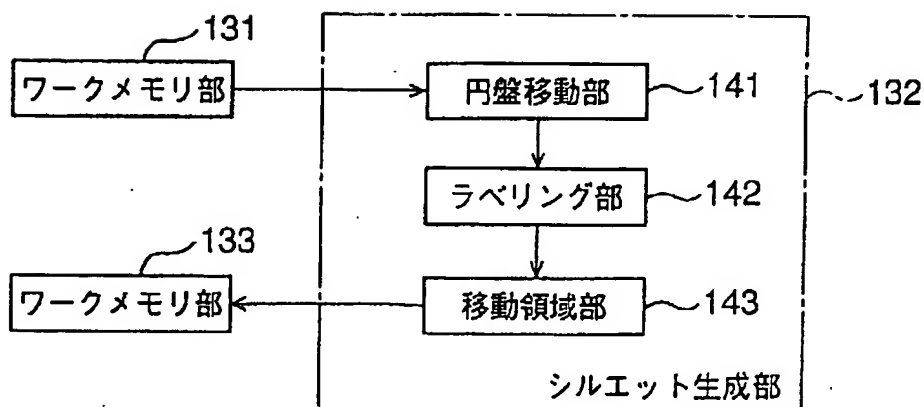 131
ワークメモリ部
円盤移動部
141
132
ラベリング部
142
133
ワークメモリ部
移動領域部
143
シルエット生成部